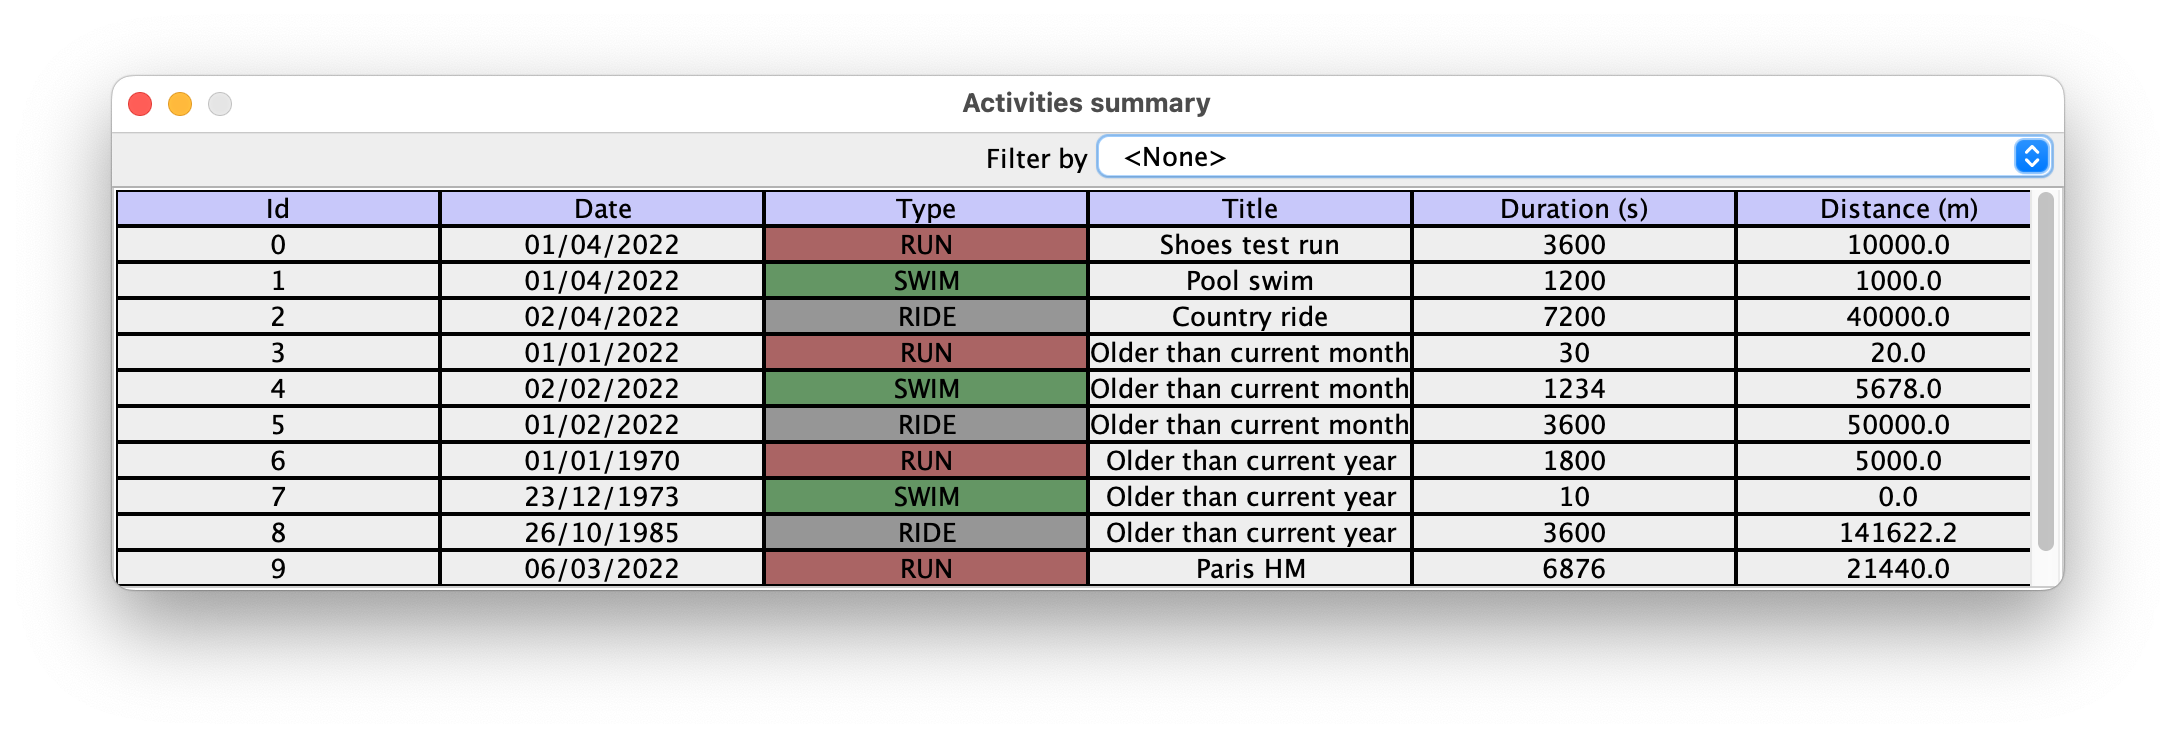 Activities summary
Filter by <None>
Id Date Type Title Duration (s) Distance (m)
0 01/04/2022 RUN Shoes test run 3600 10000.0
1 01/04/2022 SWIM Pool swim 1200 1000.0
2 02/04/2022 RIDE Country ride 7200 40000.0
3 01/01/2022 RUN Older than current month 30 20.0
4 02/02/2022 SWIM Older than current month 1234 5678.0
5 01/02/2022 RIDE Older than current month 3600 50000.0
6 01/01/1970 RUN Older than current year 1800 5000.0
7 23/12/1973 SWIM Older than current year 10 0.0
8 26/10/1985 RIDE Older than current year 3600 141622.2
9 06/03/2022 RUN Paris HM 6876 21440.0